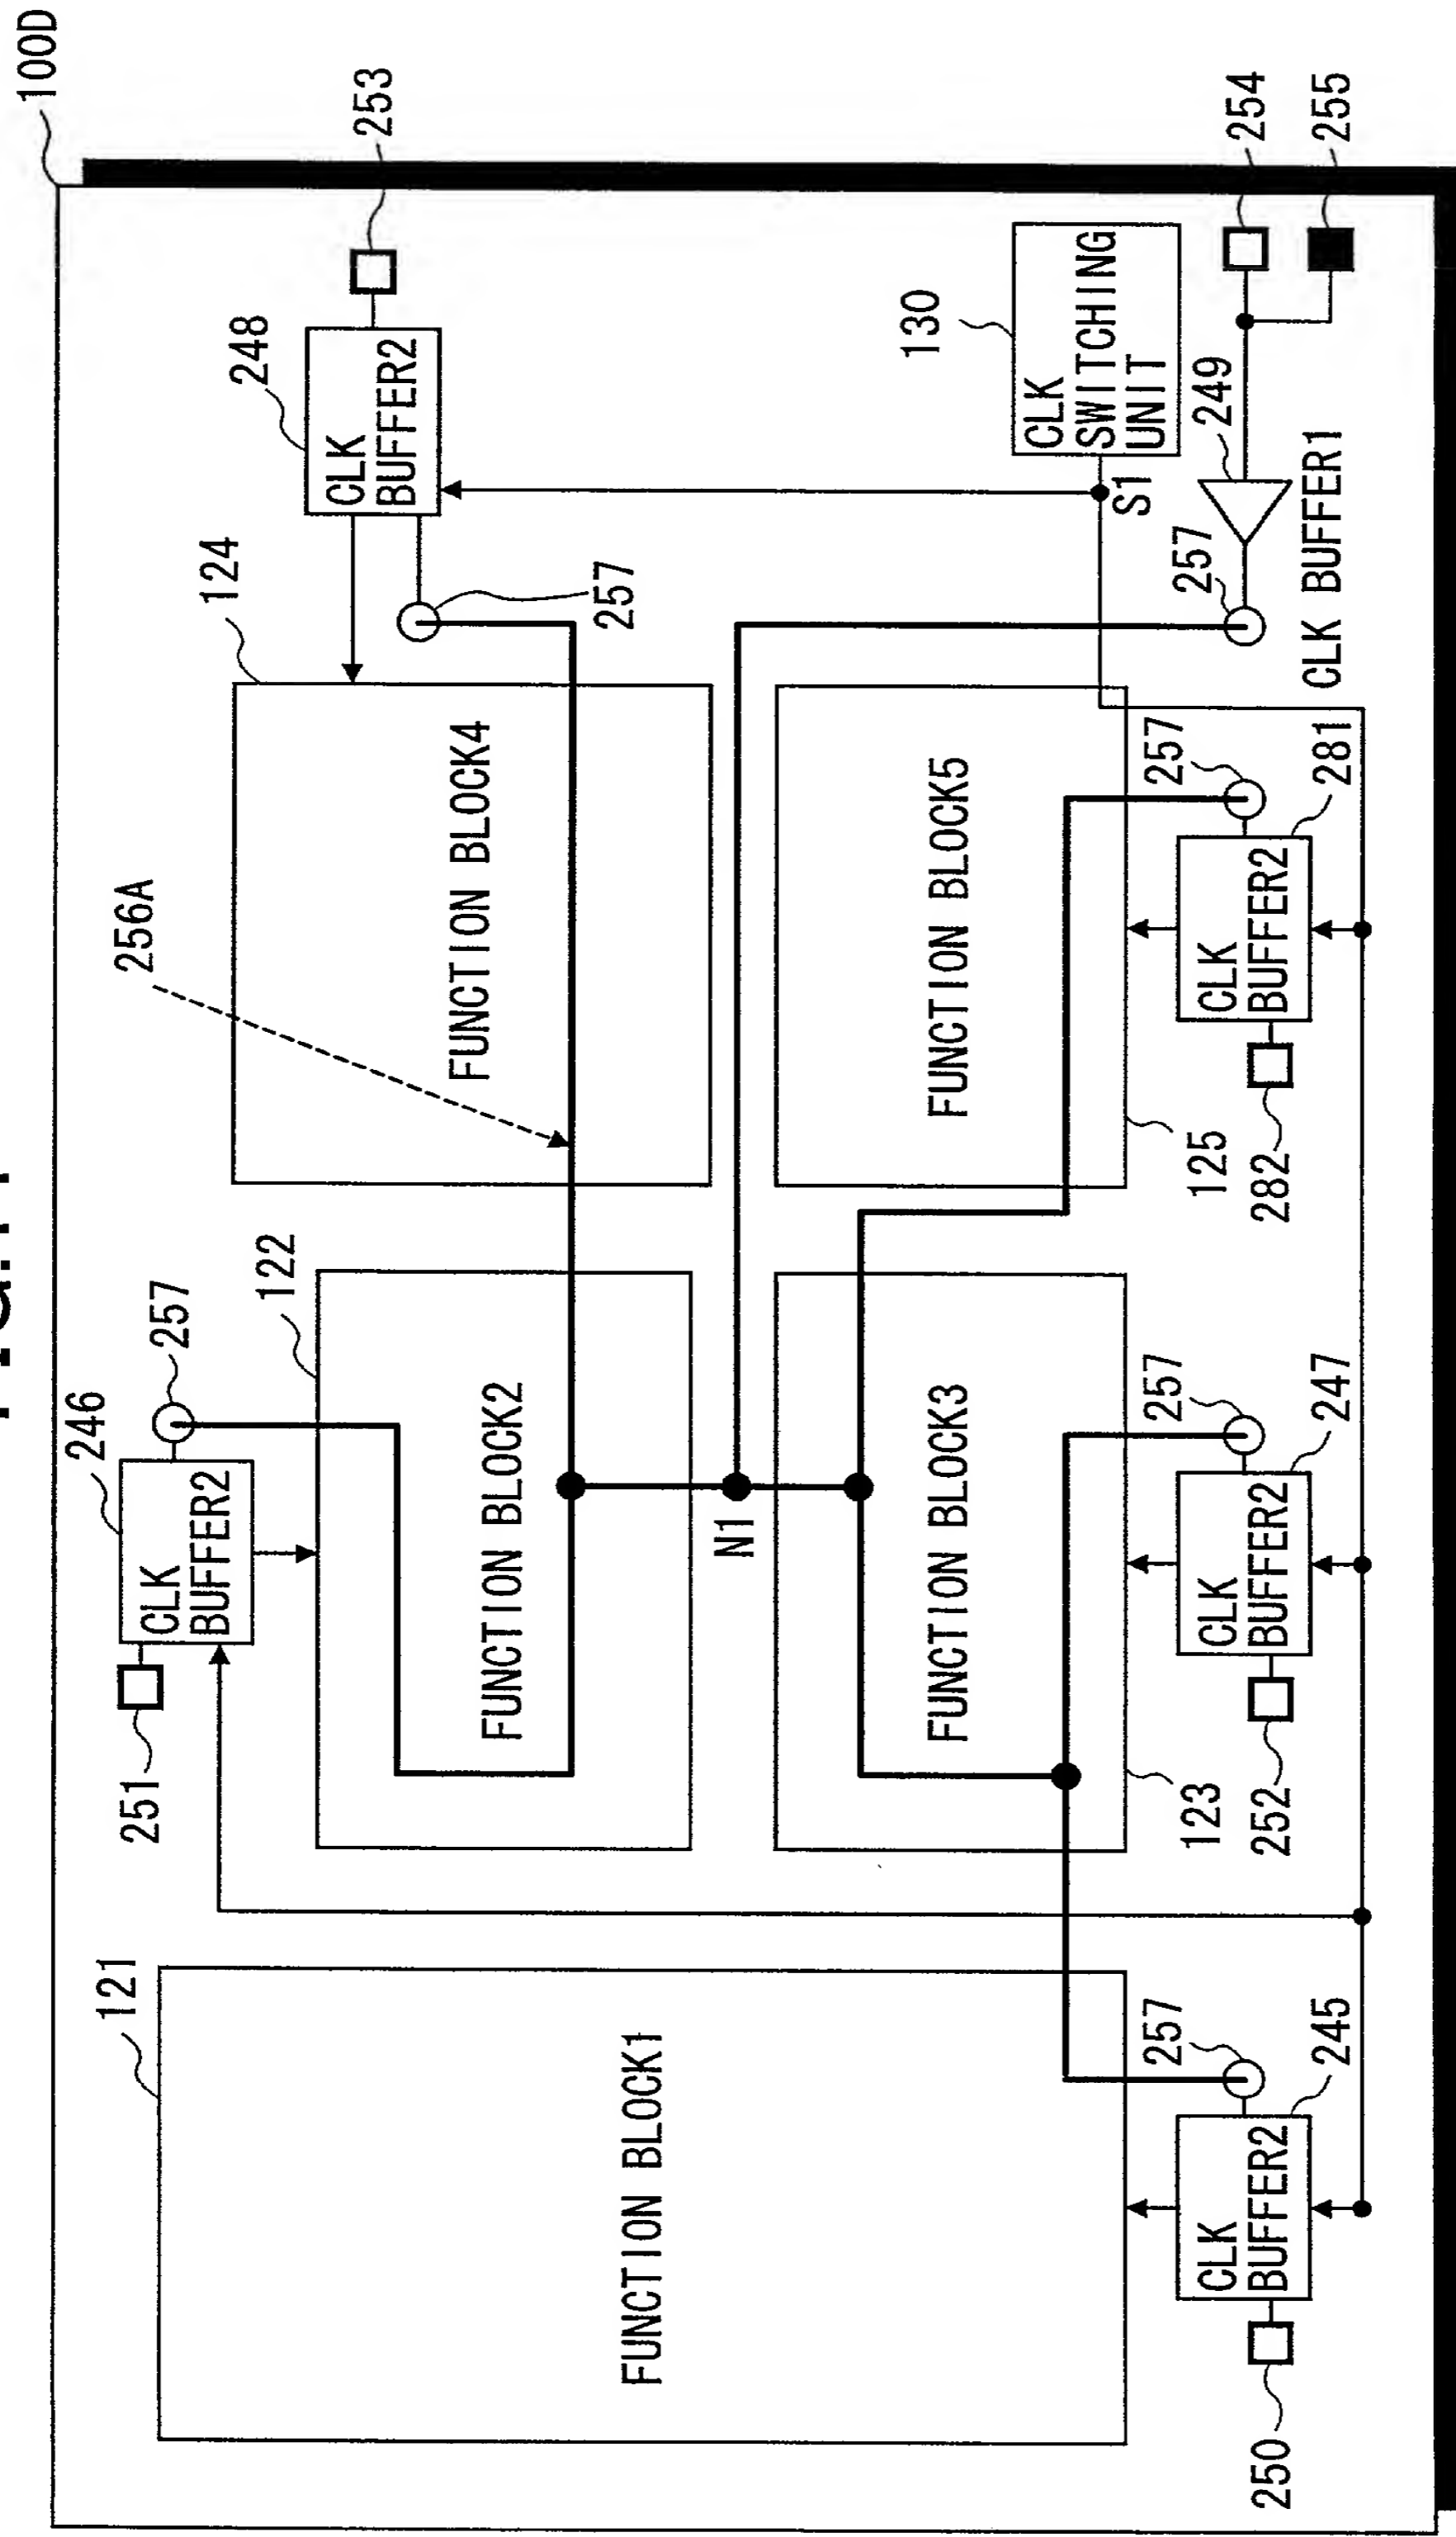 100D
121
FUNCTION BLOCK1
250
CLK
BUFFER2
245
257
251
CLK
BUFFER2
246
257
122
FUNCTION BLOCK2
N1
FUNCTION BLOCK3
123
252
CLK
BUFFER2
247
257
256A
124
FUNCTION BLOCK4
257
248
CLK
BUFFER2
253
FUNCTION BLOCK5
125
282
CLK
BUFFER2
281
257
130
CLK
SWITCHING
UNIT
S1
257
249
CLK BUFFER1
254
255